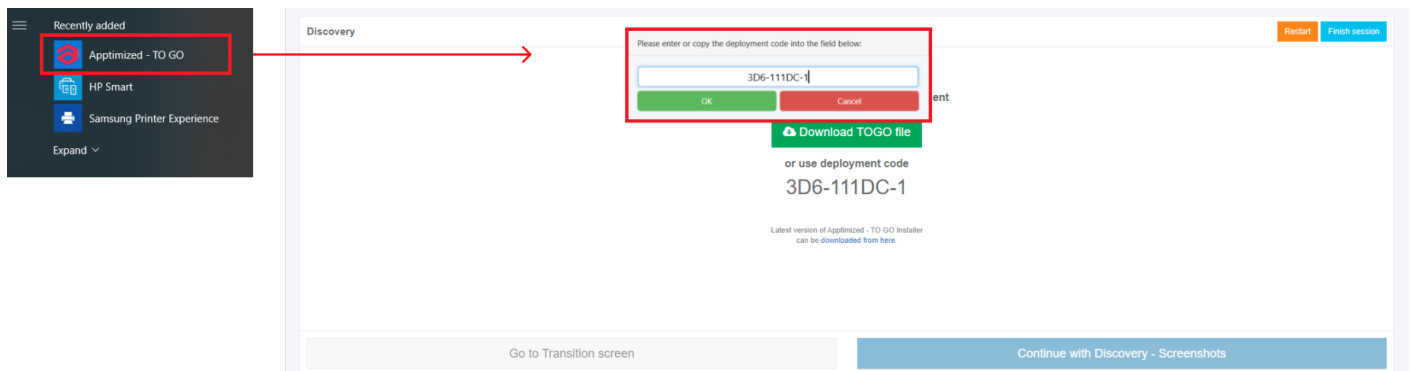 Recently added
Apptimized - TO GO
HP Smart
Samsung Printer Experience
Expand
Discovery
Restart
Finish session
Please enter or copy the deployment code into the field below:
3D6-111DC-1
OK
Cancel
ent
Download TOGO file
or use deployment code
3D6-111DC-1
Latest version of Apptimized - TO GO Installer
can be downloaded from here.
Go to Transition screen
Continue with Discovery - Screenshots